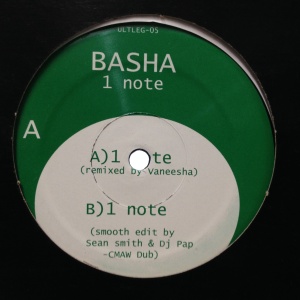 ULTLEG-05
BASHA
1 note
A
A)1 note
(remixed by Vaneesha)
B)1 note
(smooth edit by
Sean smith & Dj Pap
-CMAW Dub)